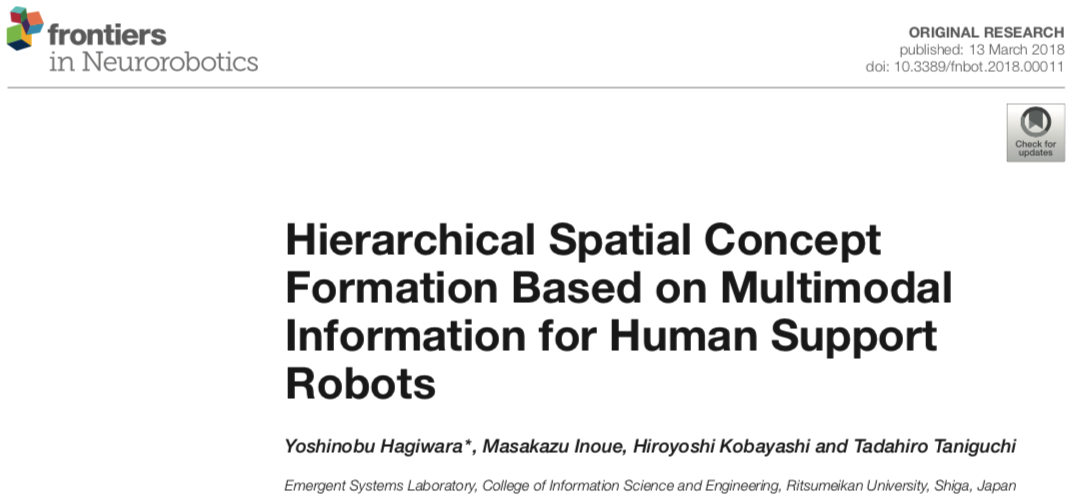 frontiers
in Neurorobotics
ORIGINAL RESEARCH
published: 13 March 2018
doi: 10.3389/fnbot.2018.00011
Check for
updates
Hierarchical Spatial Concept
Formation Based on Multimodal
Information for Human Support
Robots
Yoshinobu Hagiwara*, Masakazu Inoue, Hiroyoshi Kobayashi and Tadahiro Taniguchi
Emergent Systems Laboratory, College of Information Science and Engineering, Ritsumeikan University, Shiga, Japan